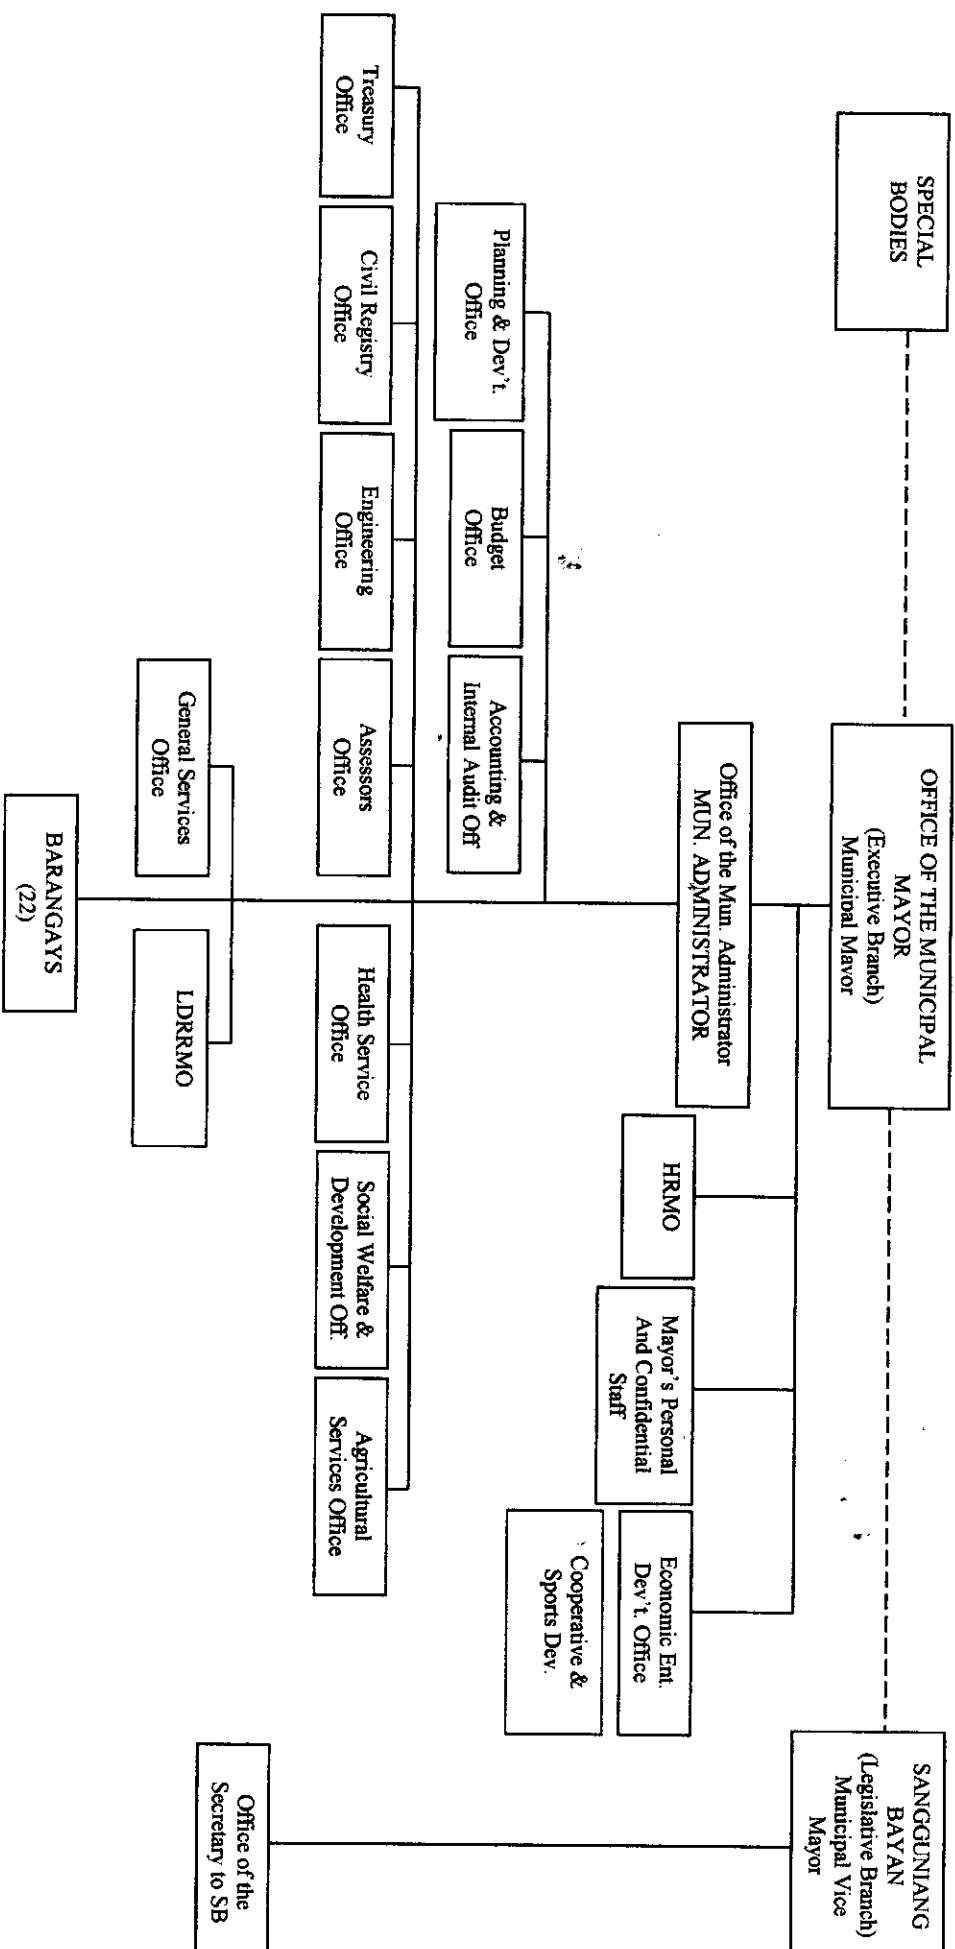 SPECIAL
BODIES
OFFICE OF THE MUNICIPAL
MAYOR
(Executive Branch)
Municipal Mayor
SANGGUNIANG
BAYAN
(Legislative Branch)
Municipal Vice
Mayor
Office of the Mun. Administrator
MUN. ADMINISTRATOR
HRMO
Mayor's Personal
And Confidential
Staff
Economic Ent.
Dev't. Office
Cooperative &
Sports Dev.
Planning & Dev't.
Office
Budget
Office
Accounting &
Internal Audit Off
Treasury
Office
Civil Registry
Office
Engineering
Office
Assessors
Office
Health Service
Office
Social Welfare &
Development Off.
Agricultural
Services Office
General Services
Office
LDRRMO
Office of the
Secretary to SB
BARANGAYS
(22)